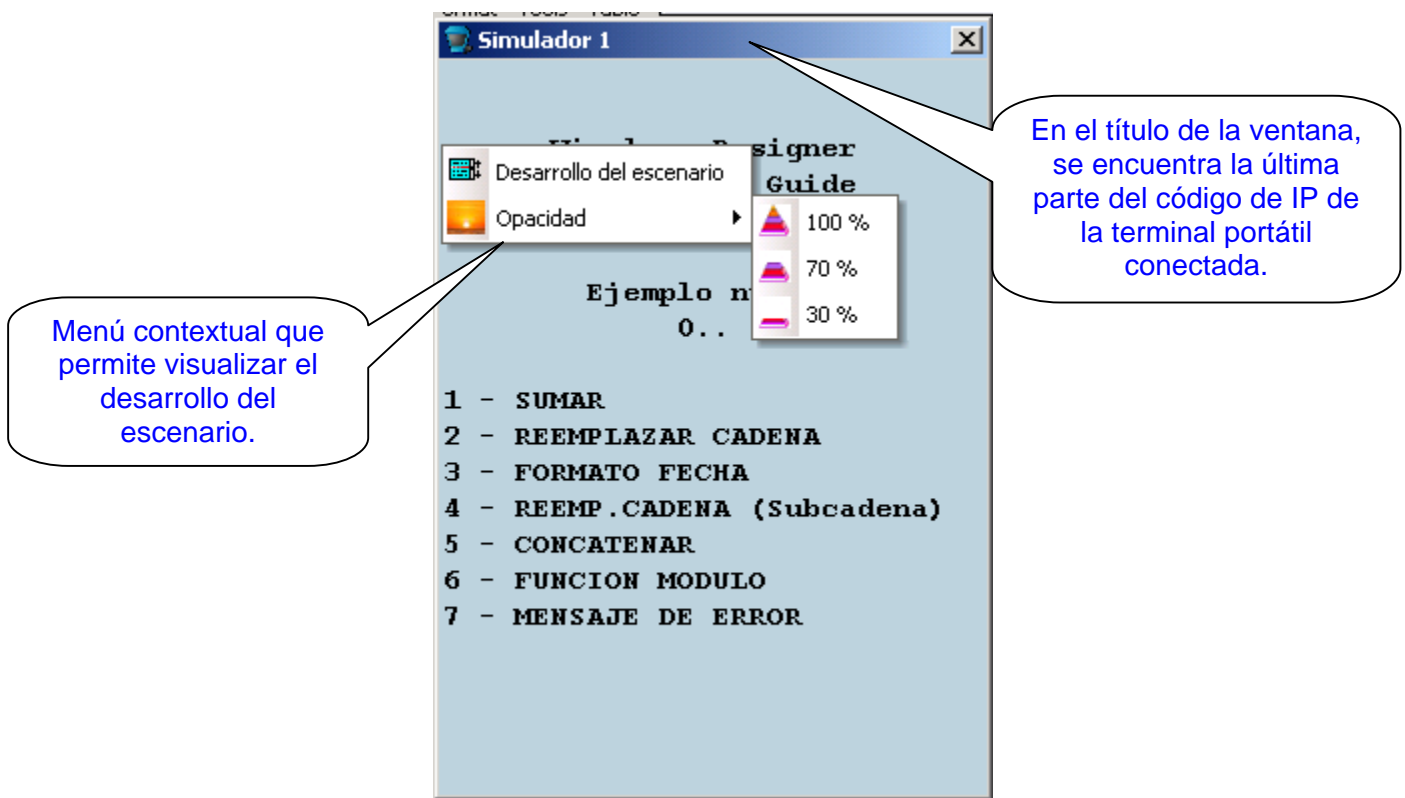 Simulador 1
En el título de la ventana,
se encuentra la última
parte del código de IP de
la terminal portátil
conectada.
Guide
Desarrollo del escenario
Opacidad
100 %
70 %
30 %
Ejemplo
0..
Menú contextual que
permite visualizar el
desarrollo del
escenario.
1 - SUMAR
2 - REEMPLAZAR CADENA
3 - FORMATO FECHA
4 - REEMP.CADENA (Subcadena)
5 - CONCATENAR
6 - FUNCION MODULO
7 - MENSAJE DE ERROR